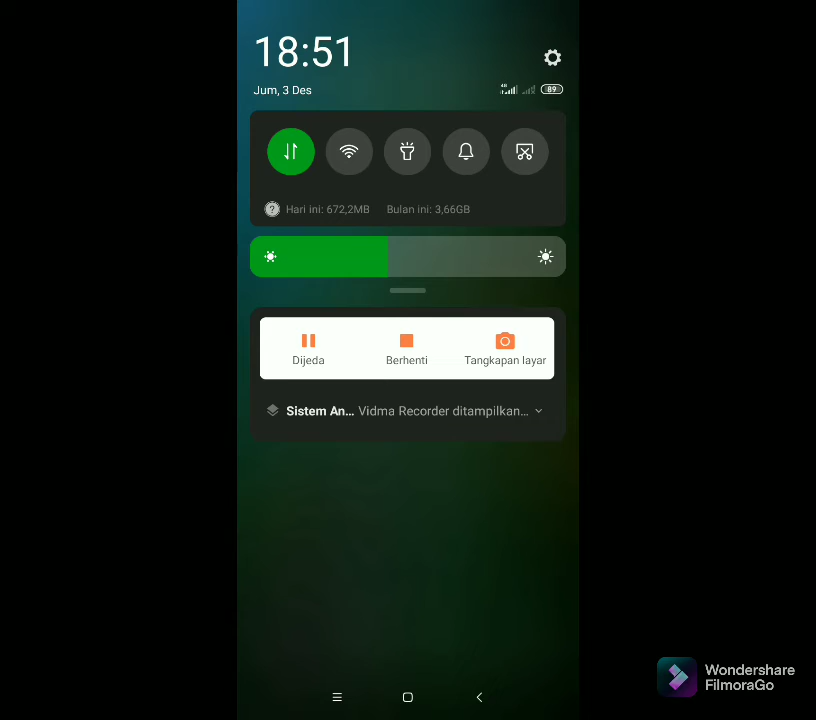 18:51
Jum, 3 Des
4G
89
Hari ini: 672,2MB
Bulan ini: 3,66GB
Dijeda
Berhenti
Tangkapan layar
Sistem An... Vidma Recorder ditampilkan...
Wondershare
FilmoraGo